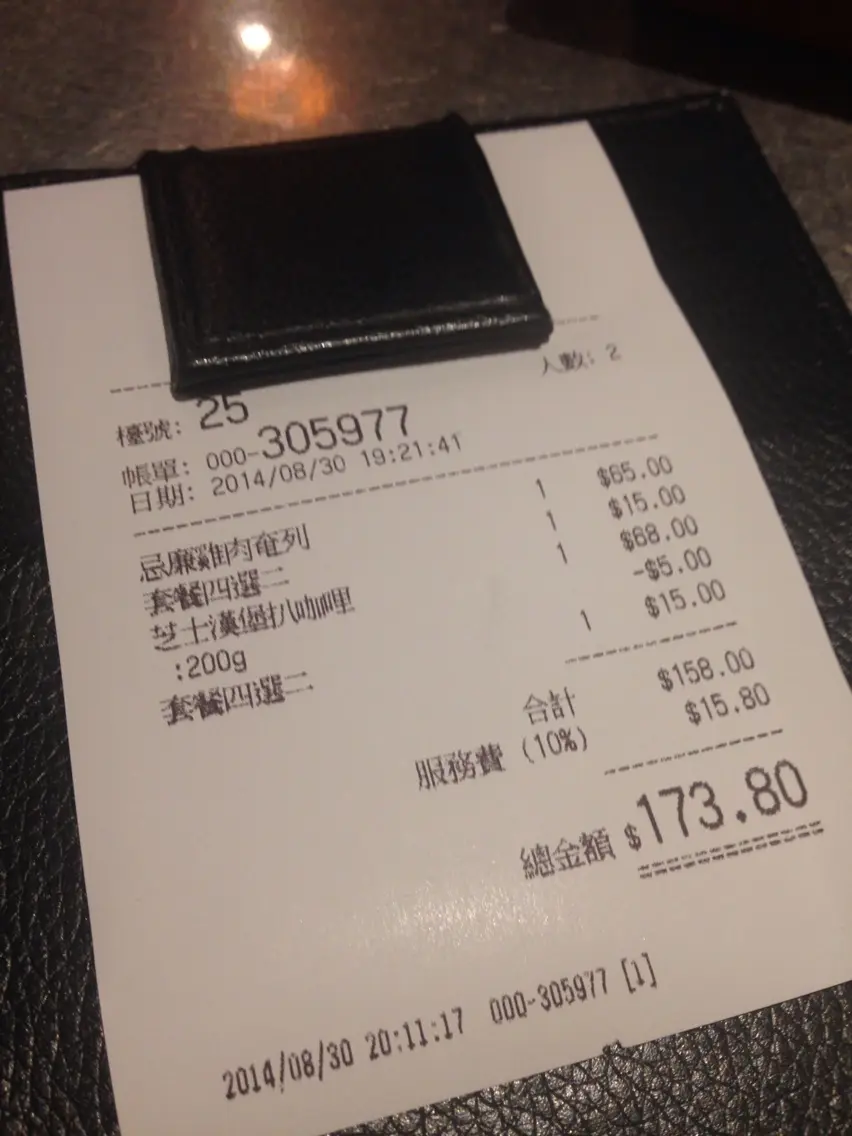 人數: 2
檯號: 25
帳單: 000-305977
日期: 2014/08/30 19:21:41
忌廉雞肉奄列 1 $65.00
套餐四選二 1 $15.00
芝士漢堡扒咖哩 1 $68.00
:200g -$5.00
套餐四選二 1 $15.00
合計 $158.00
服務費 (10%) $15.80
總金額 $173.80
2014/08/30 20:11:17 000-305977 [1]